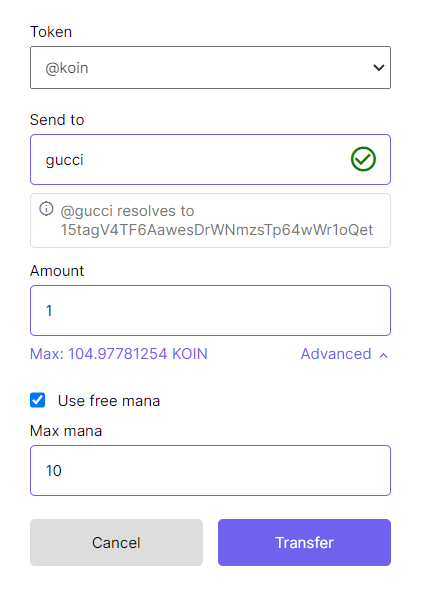 Token
@koin
Send to
gucci
@gucci resolves to
15tagV4TF6AawesDrWNmzsTp64wWr1oQet
Amount
1
Max: 104.97781254 KOIN Advanced
Use free mana
Max mana
10
Cancel Transfer